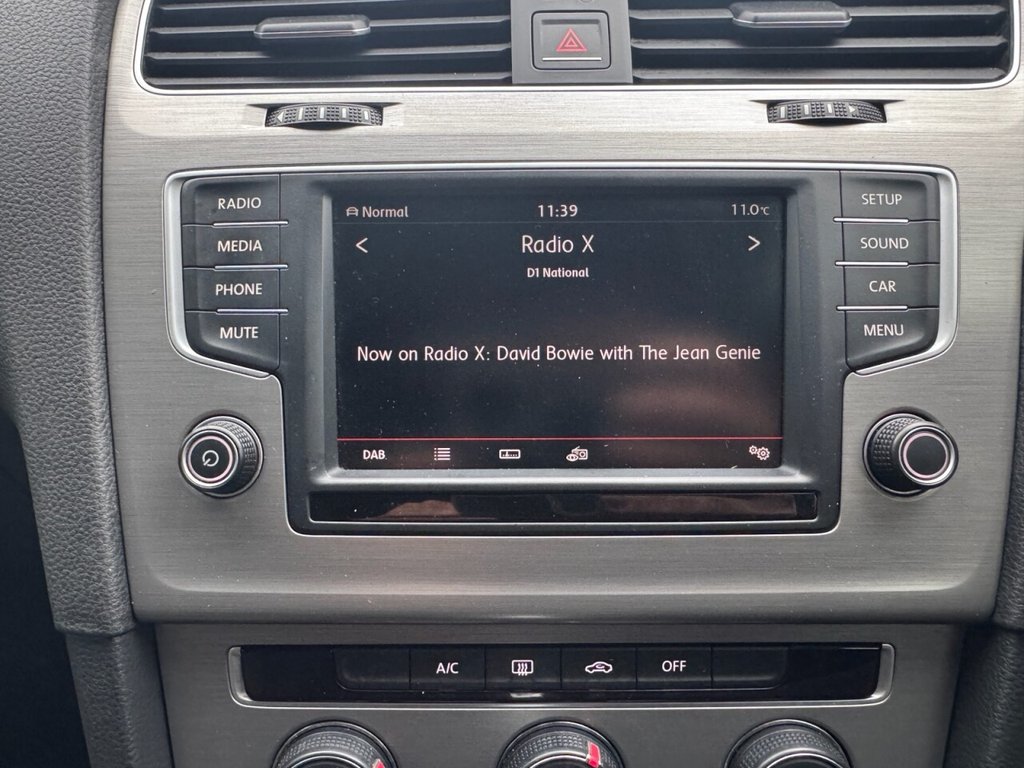 RADIO
MEDIA
PHONE
MUTE
Normal 11:39 11.0°C
< Radio X >
D1 National
Now on Radio X: David Bowie with The Jean Genie
DAB
SETUP
SOUND
CAR
MENU
A/C OFF